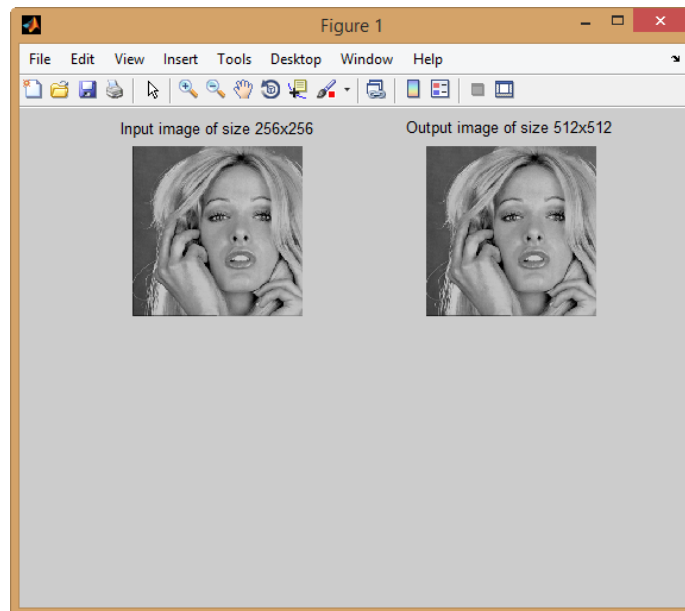 Figure 1
File Edit View Insert Tools Desktop Window Help
Input image of size 256x256 Output image of size 512x512